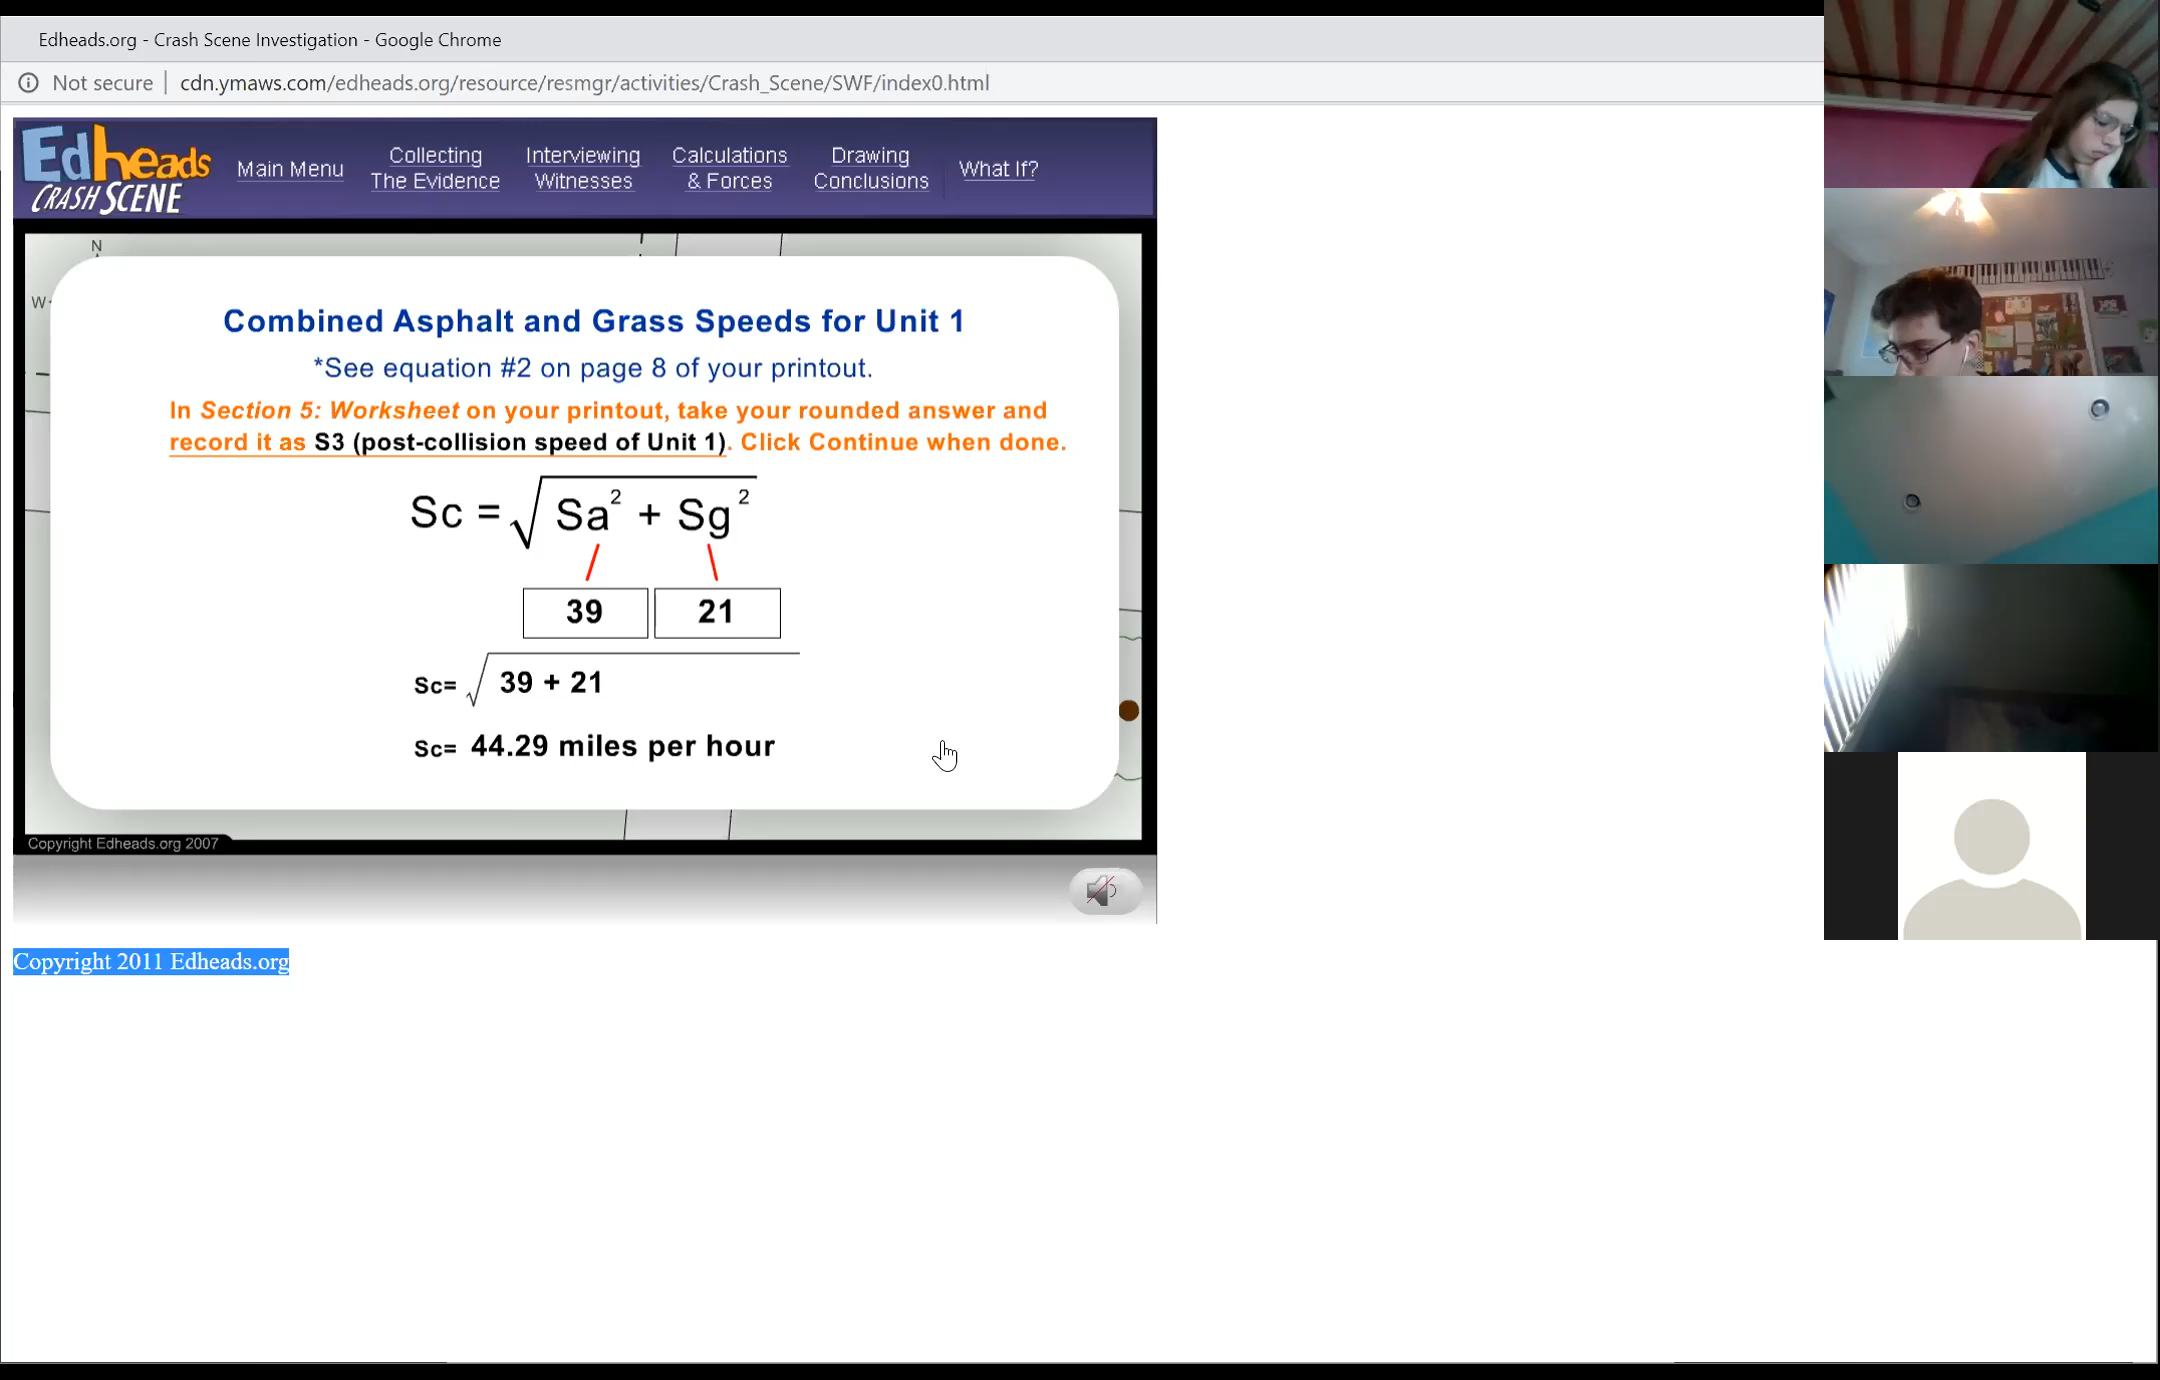 Edheads.org - Crash Scene Investigation - Google Chrome
Not secure | cdn.ymaws.com/edheads.org/resource/resmgr/activities/Crash_Scene/SWF/index0.html
Edheads
CRASH SCENE
Main Menu
Collecting
The Evidence
Interviewing
Witnesses
Calculations
& Forces
Drawing
Conclusions
What If?
N
W
Combined Asphalt and Grass Speeds for Unit 1
*See equation #2 on page 8 of your printout.
In Section 5: Worksheet on your printout, take your rounded answer and
record it as S3 (post-collision speed of Unit 1). Click Continue when done.
Sc = √ Sa² + Sg²
39 21
Sc= √ 39 + 21
Sc= 44.29 miles per hour
Copyright Edheads.org 2007
Copyright 2011 Edheads.org